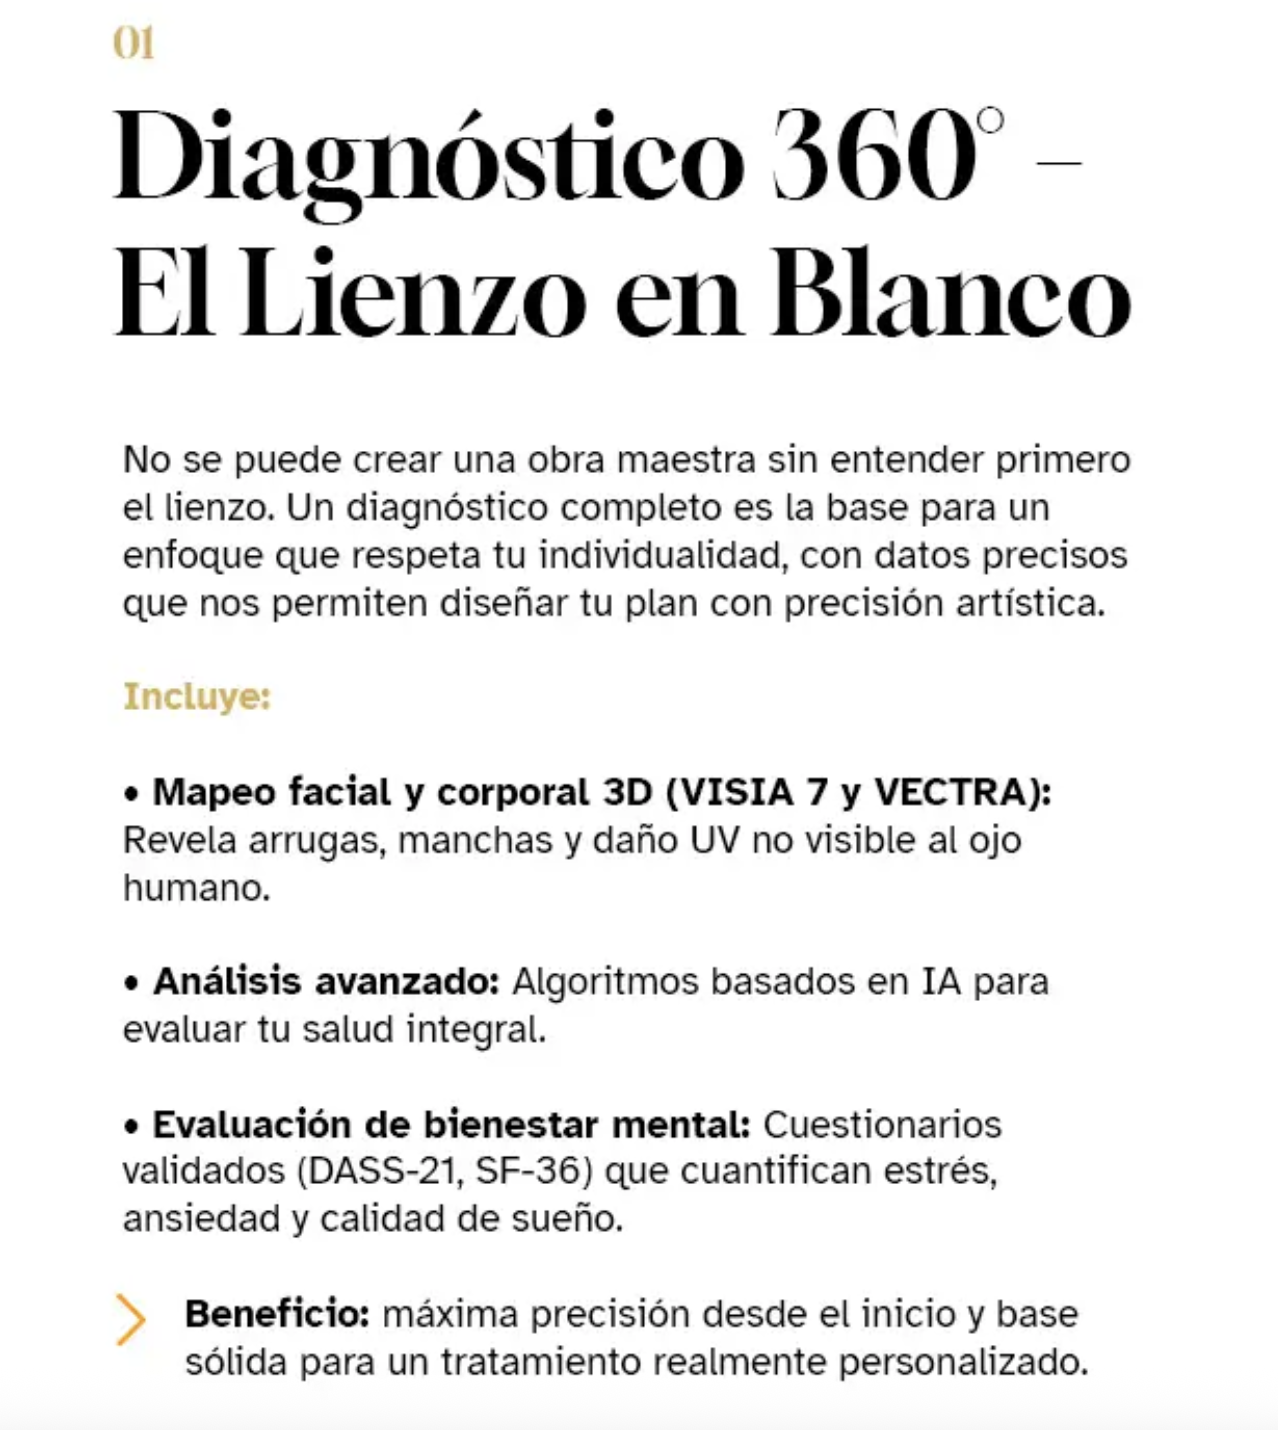 01
Diagnóstico 360° –
El Lienzo en Blanco
No se puede crear una obra maestra sin entender primero
el lienzo. Un diagnóstico completo es la base para un
enfoque que respeta tu individualidad, con datos precisos
que nos permiten diseñar tu plan con precisión artística.
Incluye:
• Mapeo facial y corporal 3D (VISIA 7 y VECTRA):
Revela arrugas, manchas y daño UV no visible al ojo
humano.
• Análisis avanzado: Algoritmos basados en IA para
evaluar tu salud integral.
• Evaluación de bienestar mental: Cuestionarios
validados (DASS-21, SF-36) que cuantifican estrés,
ansiedad y calidad de sueño.
Beneficio: máxima precisión desde el inicio y base
sólida para un tratamiento realmente personalizado.